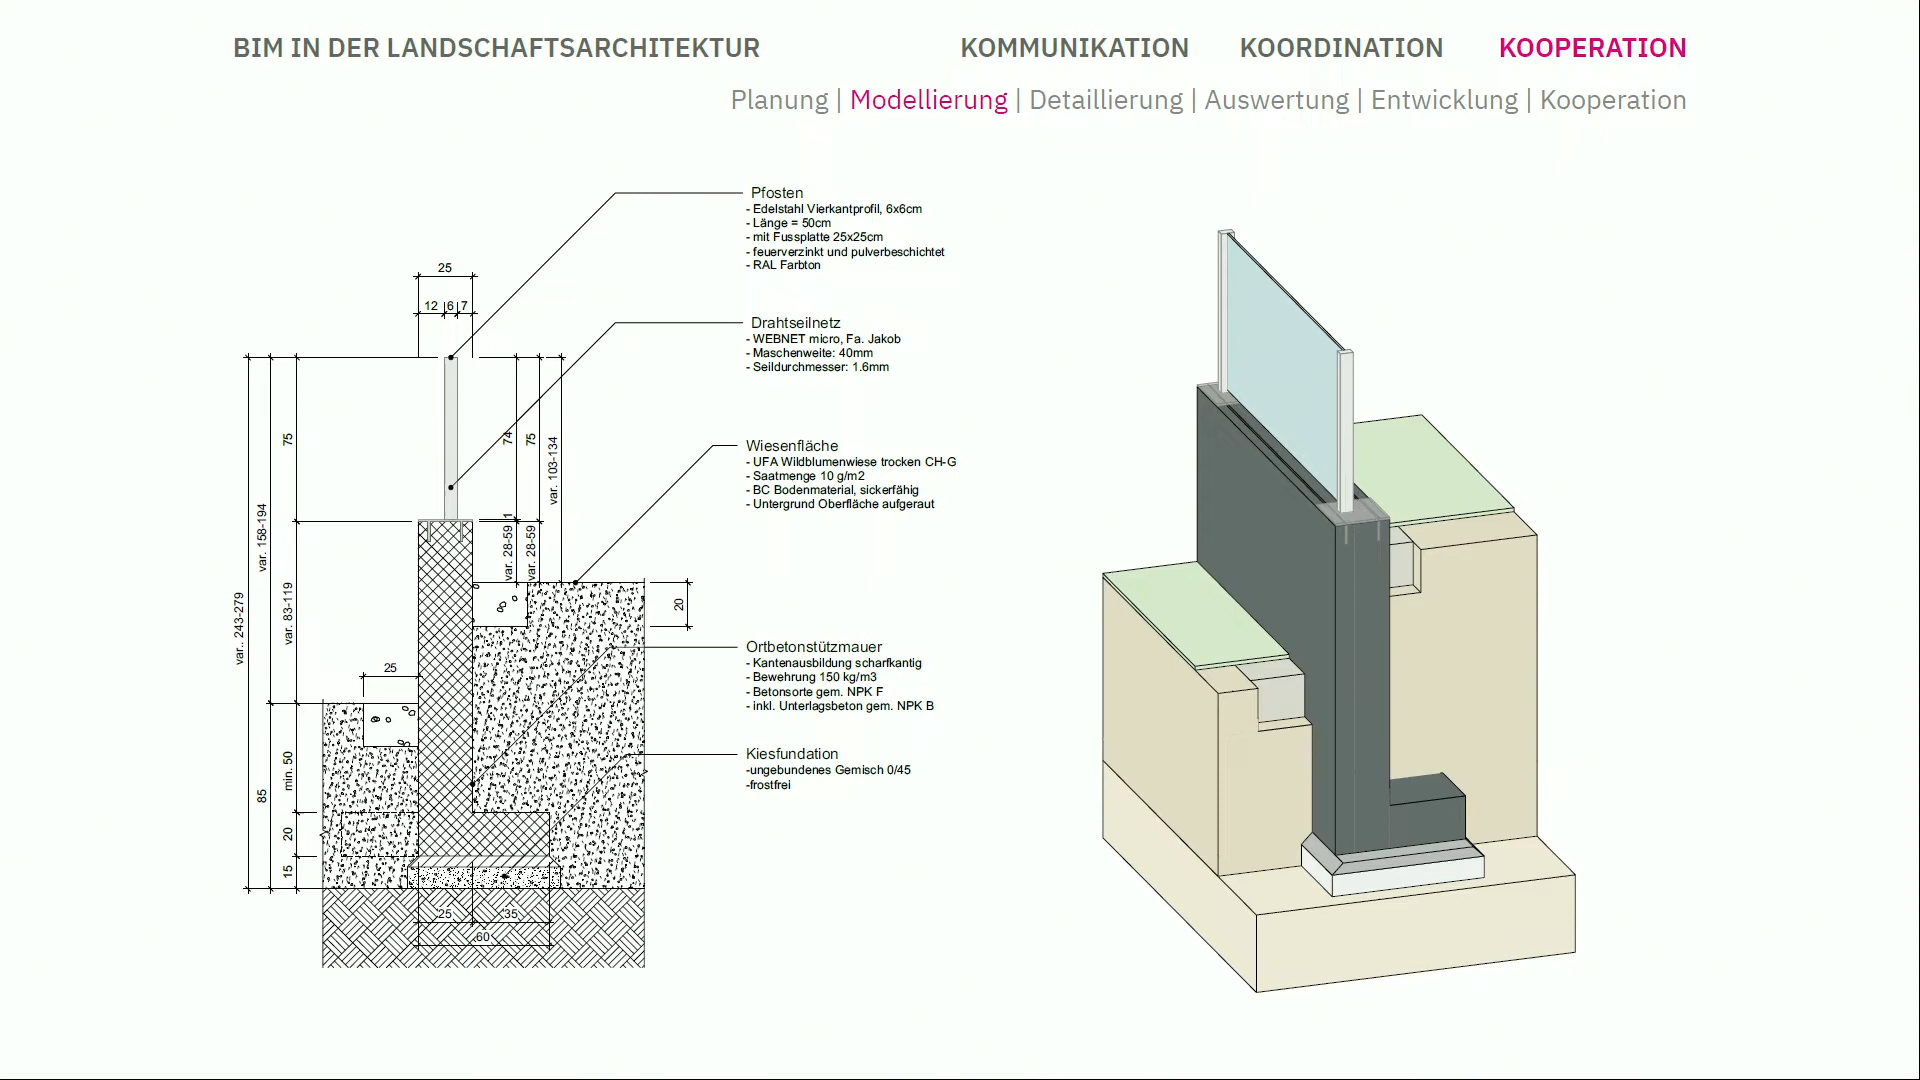 BIM IN DER LANDSCHAFTSARCHITEKTUR
KOMMUNIKATION KOORDINATION KOOPERATION
Planung | Modellierung | Detaillierung | Auswertung | Entwicklung | Kooperation
Pfosten
- Edelstahl Vierkantprofil, 6x6cm
- Länge = 50cm
- mit Fussplatte 25x25cm
- feuerverzinkt und pulverbeschichtet
- RAL Farbton
Drahtseilnetz
- WEBNET micro, Fa. Jakob
- Maschenweite: 40mm
- Seildurchmesser: 1.6mm
Wiesenfläche
- UFA Wildblumenwiese trocken CH-G
- Saatmenge 10 g/m2
- BC Bodenmaterial, sickerfähig
- Untergrund Oberfläche aufgeraut
Ortbetonstützmauer
- Kantenausbildung scharfkantig
- Bewehrung 150 kg/m3
- Betonsorte gem. NPK F
- inkl. Unterlagsbeton gem. NPK B
Kiesfundation
-ungebundenes Gemisch 0/45
-frostfrei
25
12 6 7
75
74
75
var. 103-134
1
var. 28-59
var. 28-59
var. 158-194
var. 83-119
var.. 243-279
20
25
min. 50
85
20
15
25 35
60